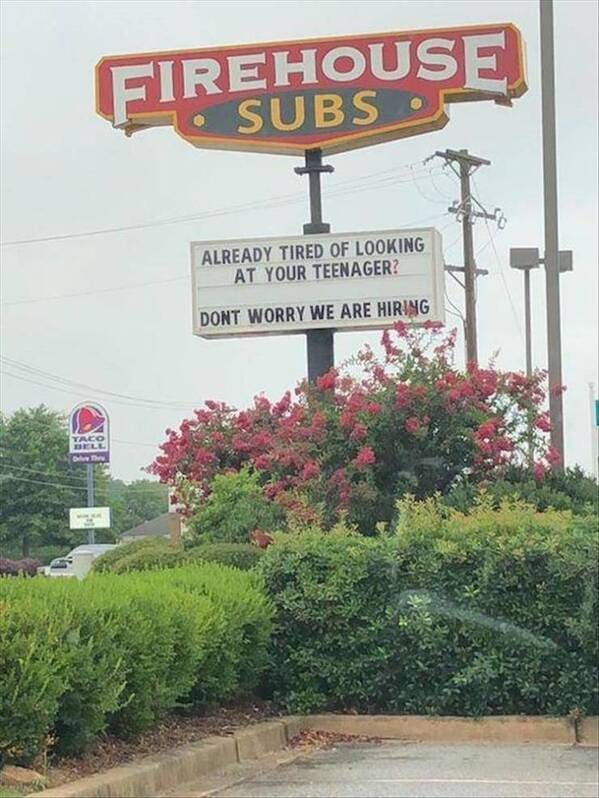 FIREHOUSE
SUBS
ALREADY TIRED OF LOOKING
AT YOUR TEENAGER?
DONT WORRY WE ARE HIRING
TACO
BELL
Drive Thru